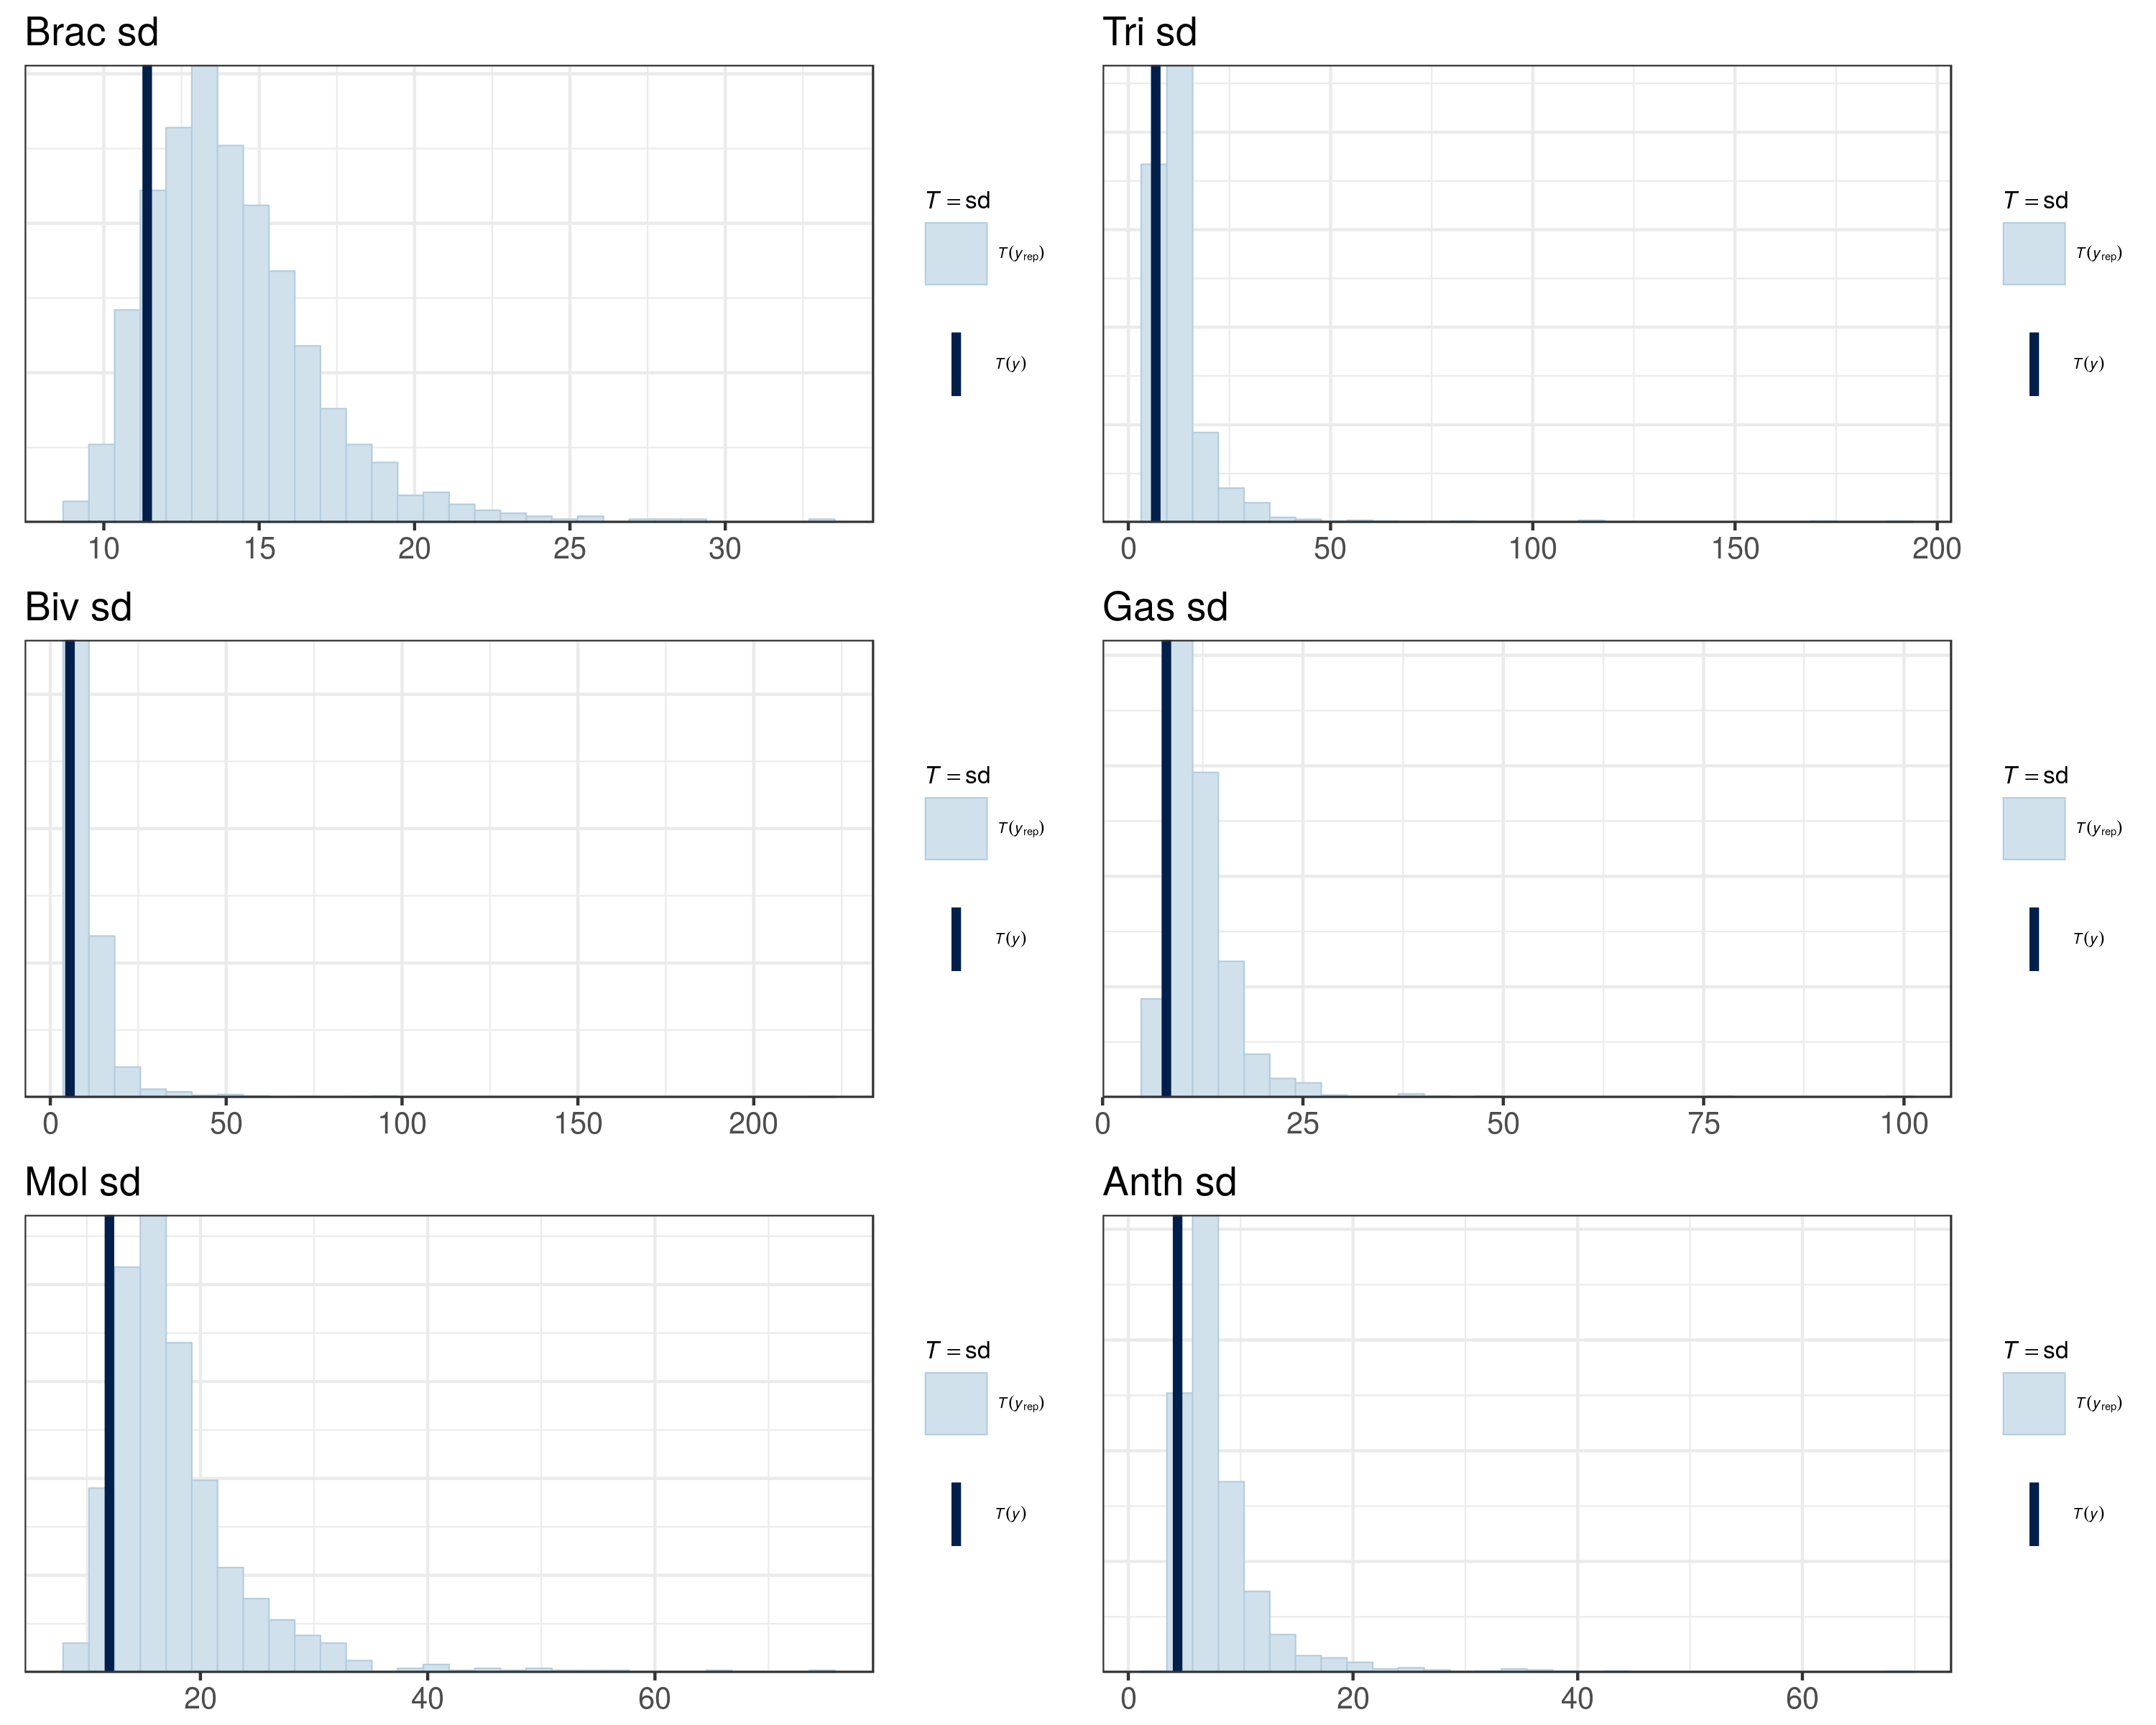 Brac sd
T = sd
T(yrep)
T(y)
10 15 20 25 30
Tri sd
T = sd
T(yrep)
T(y)
0 50 100 150 200
Biv sd
T = sd
T(yrep)
T(y)
0 50 100 150 200
Gas sd
T = sd
T(yrep)
T(y)
0 25 50 75 100
Mol sd
T = sd
T(yrep)
T(y)
20 40 60
Anth sd
T = sd
T(yrep)
T(y)
0 20 40 60